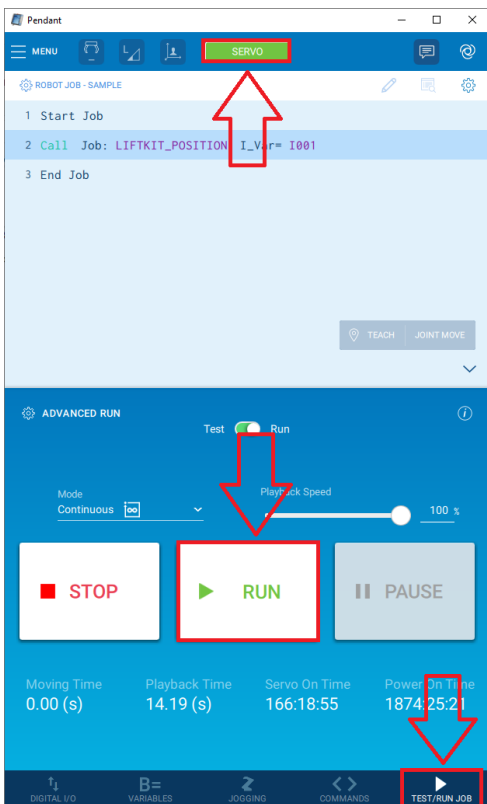 Pendant
MENU
SERVO
ROBOT JOB - SAMPLE
1 Start Job
2 Call Job: LIFTKIT_POSITION I_Var= I001
3 End Job
TEACH
JOINT MOVE
ADVANCED RUN
Test Run
Mode
Continuous
Playback Speed
100 %
STOP
RUN
PAUSE
Moving Time Playback Time Servo On Time Power On Time
0.00 (s) 14.19 (s) 166:18:55 1874:25:21
DIGITAL I/O
B=
VARIABLES
JOGGING
COMMANDS
TEST/RUN JOB